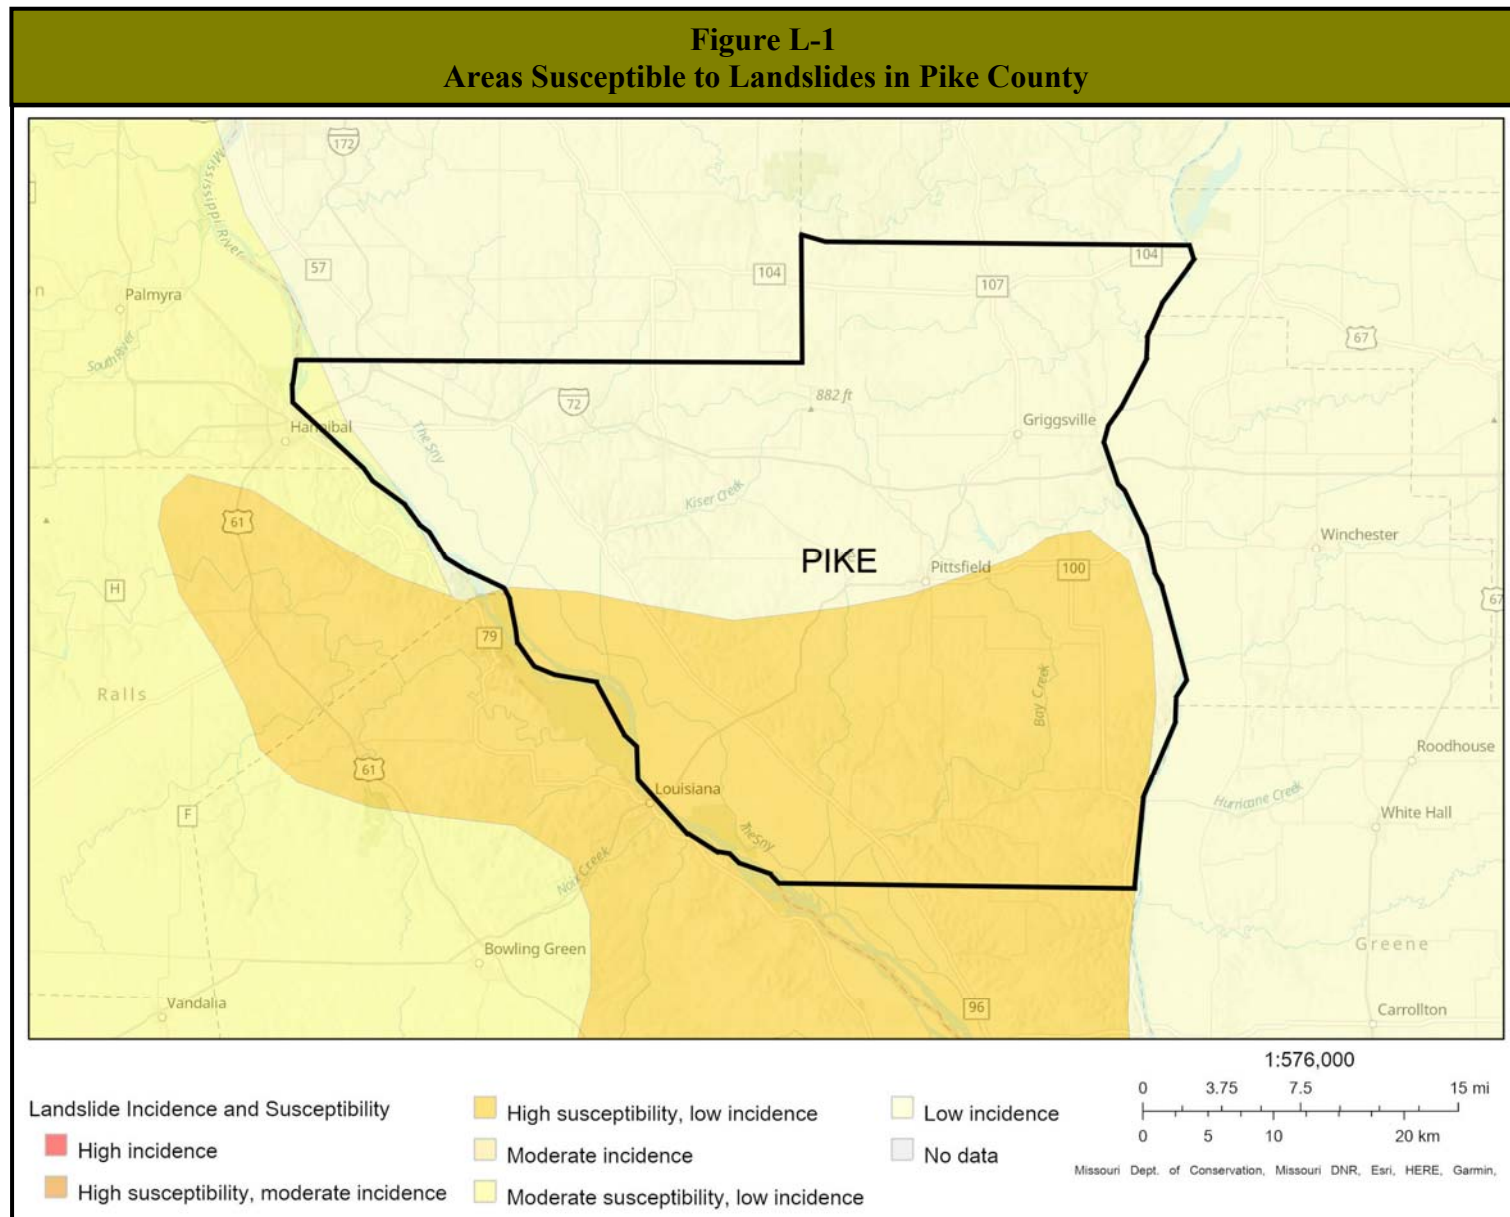 Figure L-1
Areas Susceptible to Landslides in Pike County
172
Mississippi River
57
104
104
107
Palmyra
South River
67
882 ft
72
Griggsville
Hannibal
The Sny
Kiser Creek
61
Winchester
PIKE
Pittsfield
100
H
67
79
Ralls
Bay Creek
Roodhouse
61
Louisiana
Hurricane Creek
F
White Hall
The Sny
Noix Creek
Bowling Green
Greene
Vandalia
96
Carrollton
1:576,000
0 3.75 7.5 15 mi
0 5 10 20 km
Landslide Incidence and Susceptibility
High incidence
High susceptibility, moderate incidence
High susceptibility, low incidence
Moderate incidence
Moderate susceptibility, low incidence
Low incidence
No data
Missouri Dept. of Conservation, Missouri DNR, Esri, HERE, Garmin,